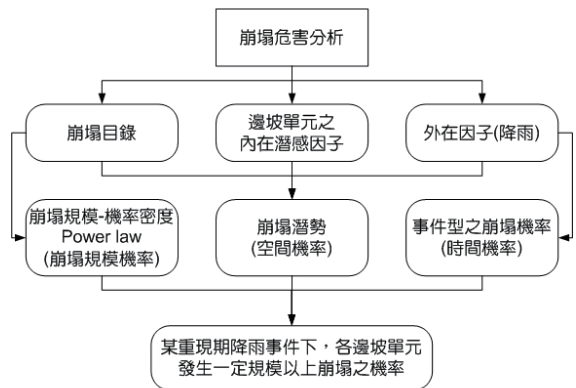 崩塌危害分析
崩塌目錄
邊坡單元之
內在潛感因子
外在因子(降雨)
崩塌規模-機率密度
Power law
(崩塌規模機率)
崩塌潛勢
(空間機率)
事件型之崩塌機率
(時間機率)
某重現期降雨事件下，各邊坡單元
發生一定規模以上崩塌之機率